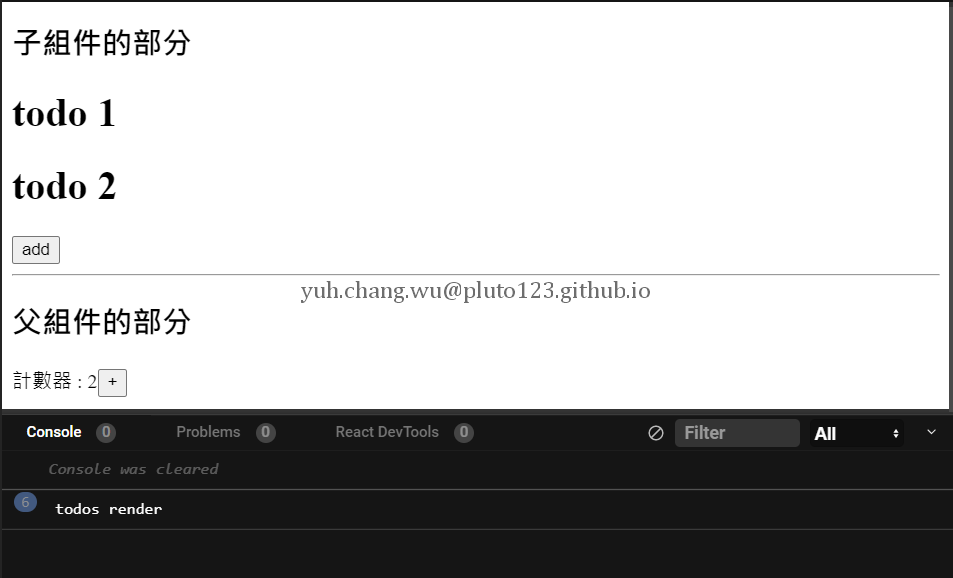 子組件的部分
todo 1
todo 2
add
yuh.chang.wu@pluto123.github.io
父組件的部分
計數器 : 2+
Console 0 Problems 0 React DevTools 0 Filter All
Console was cleared
6 todos render